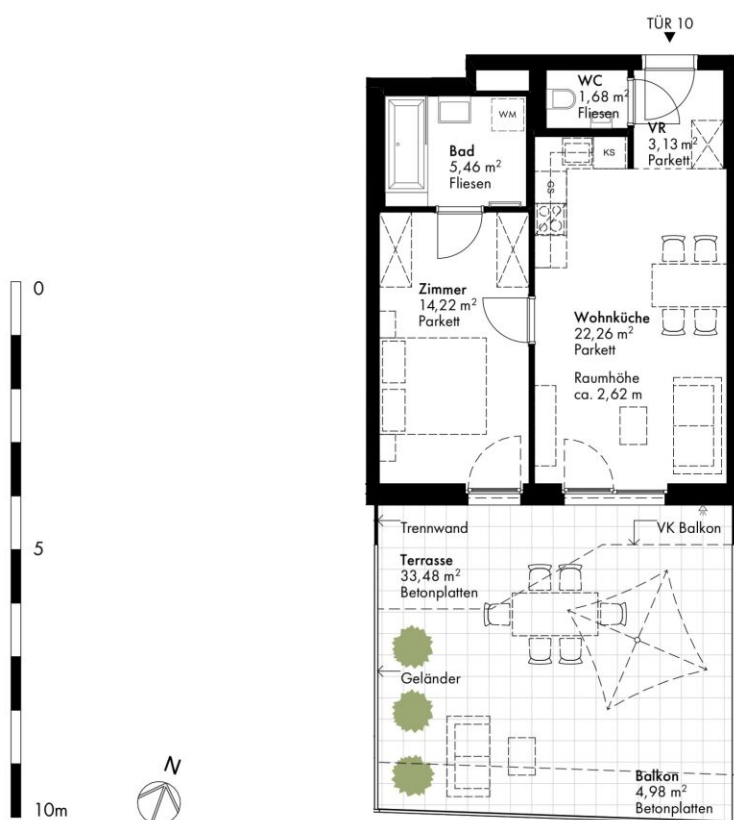 TÜR 10
WC
1,68 m²
Fliesen
WM
VR
3,13 m²
Parkett
KS
Bad
5,46 m²
Fliesen
GS
Zimmer
14,22 m²
Parkett
Wohnküche
22,26 m²
Parkett
Raumhöhe
ca. 2,62 m
0
Trennwand
VK Balkon
5
Terrasse
33,48 m²
Betonplatten
Geländer
N
Balkon
4,98 m²
Betonplatten
10m